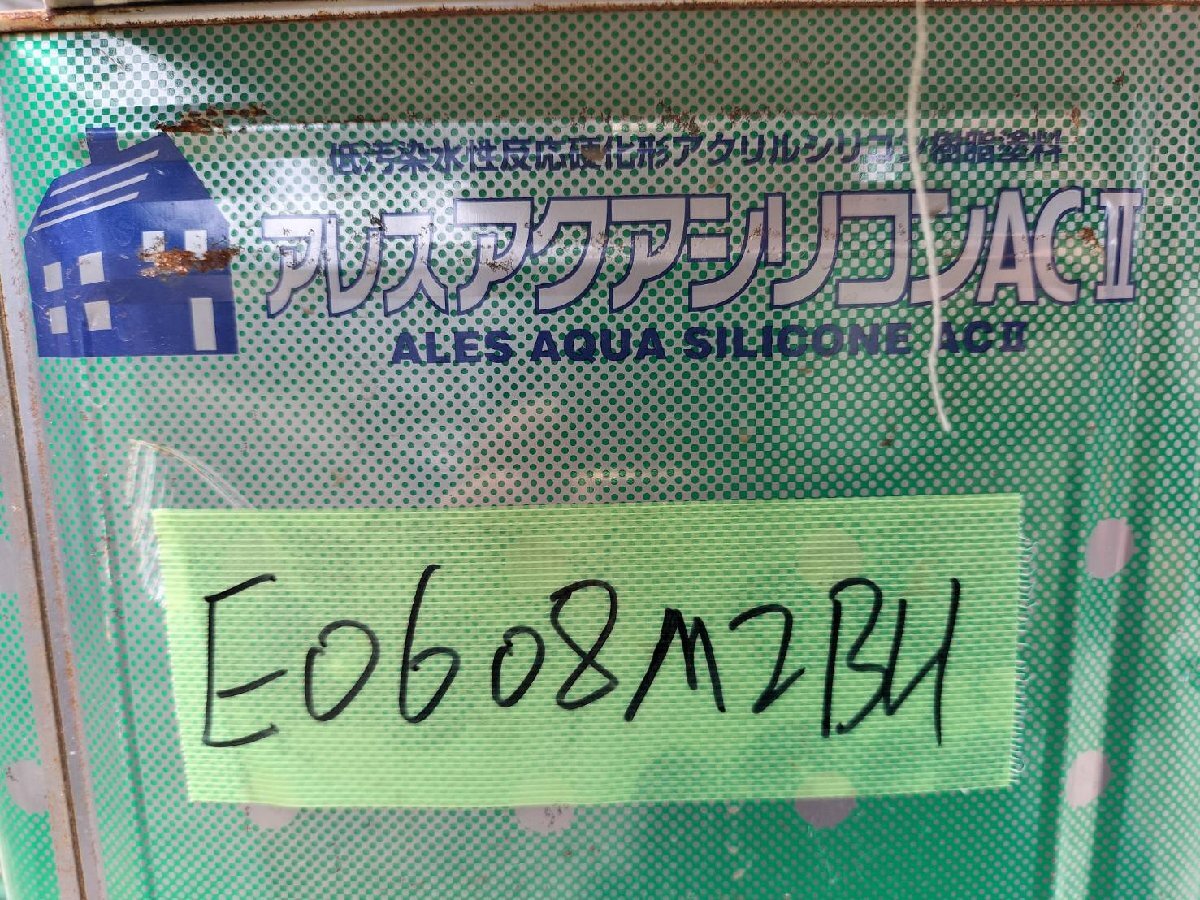 低汚染水性反応硬化形アクリルシリコン樹脂塗料
アレスアクアシリコンACⅡ
ALES AQUA SILICONE ACⅡ
E0608M2BU